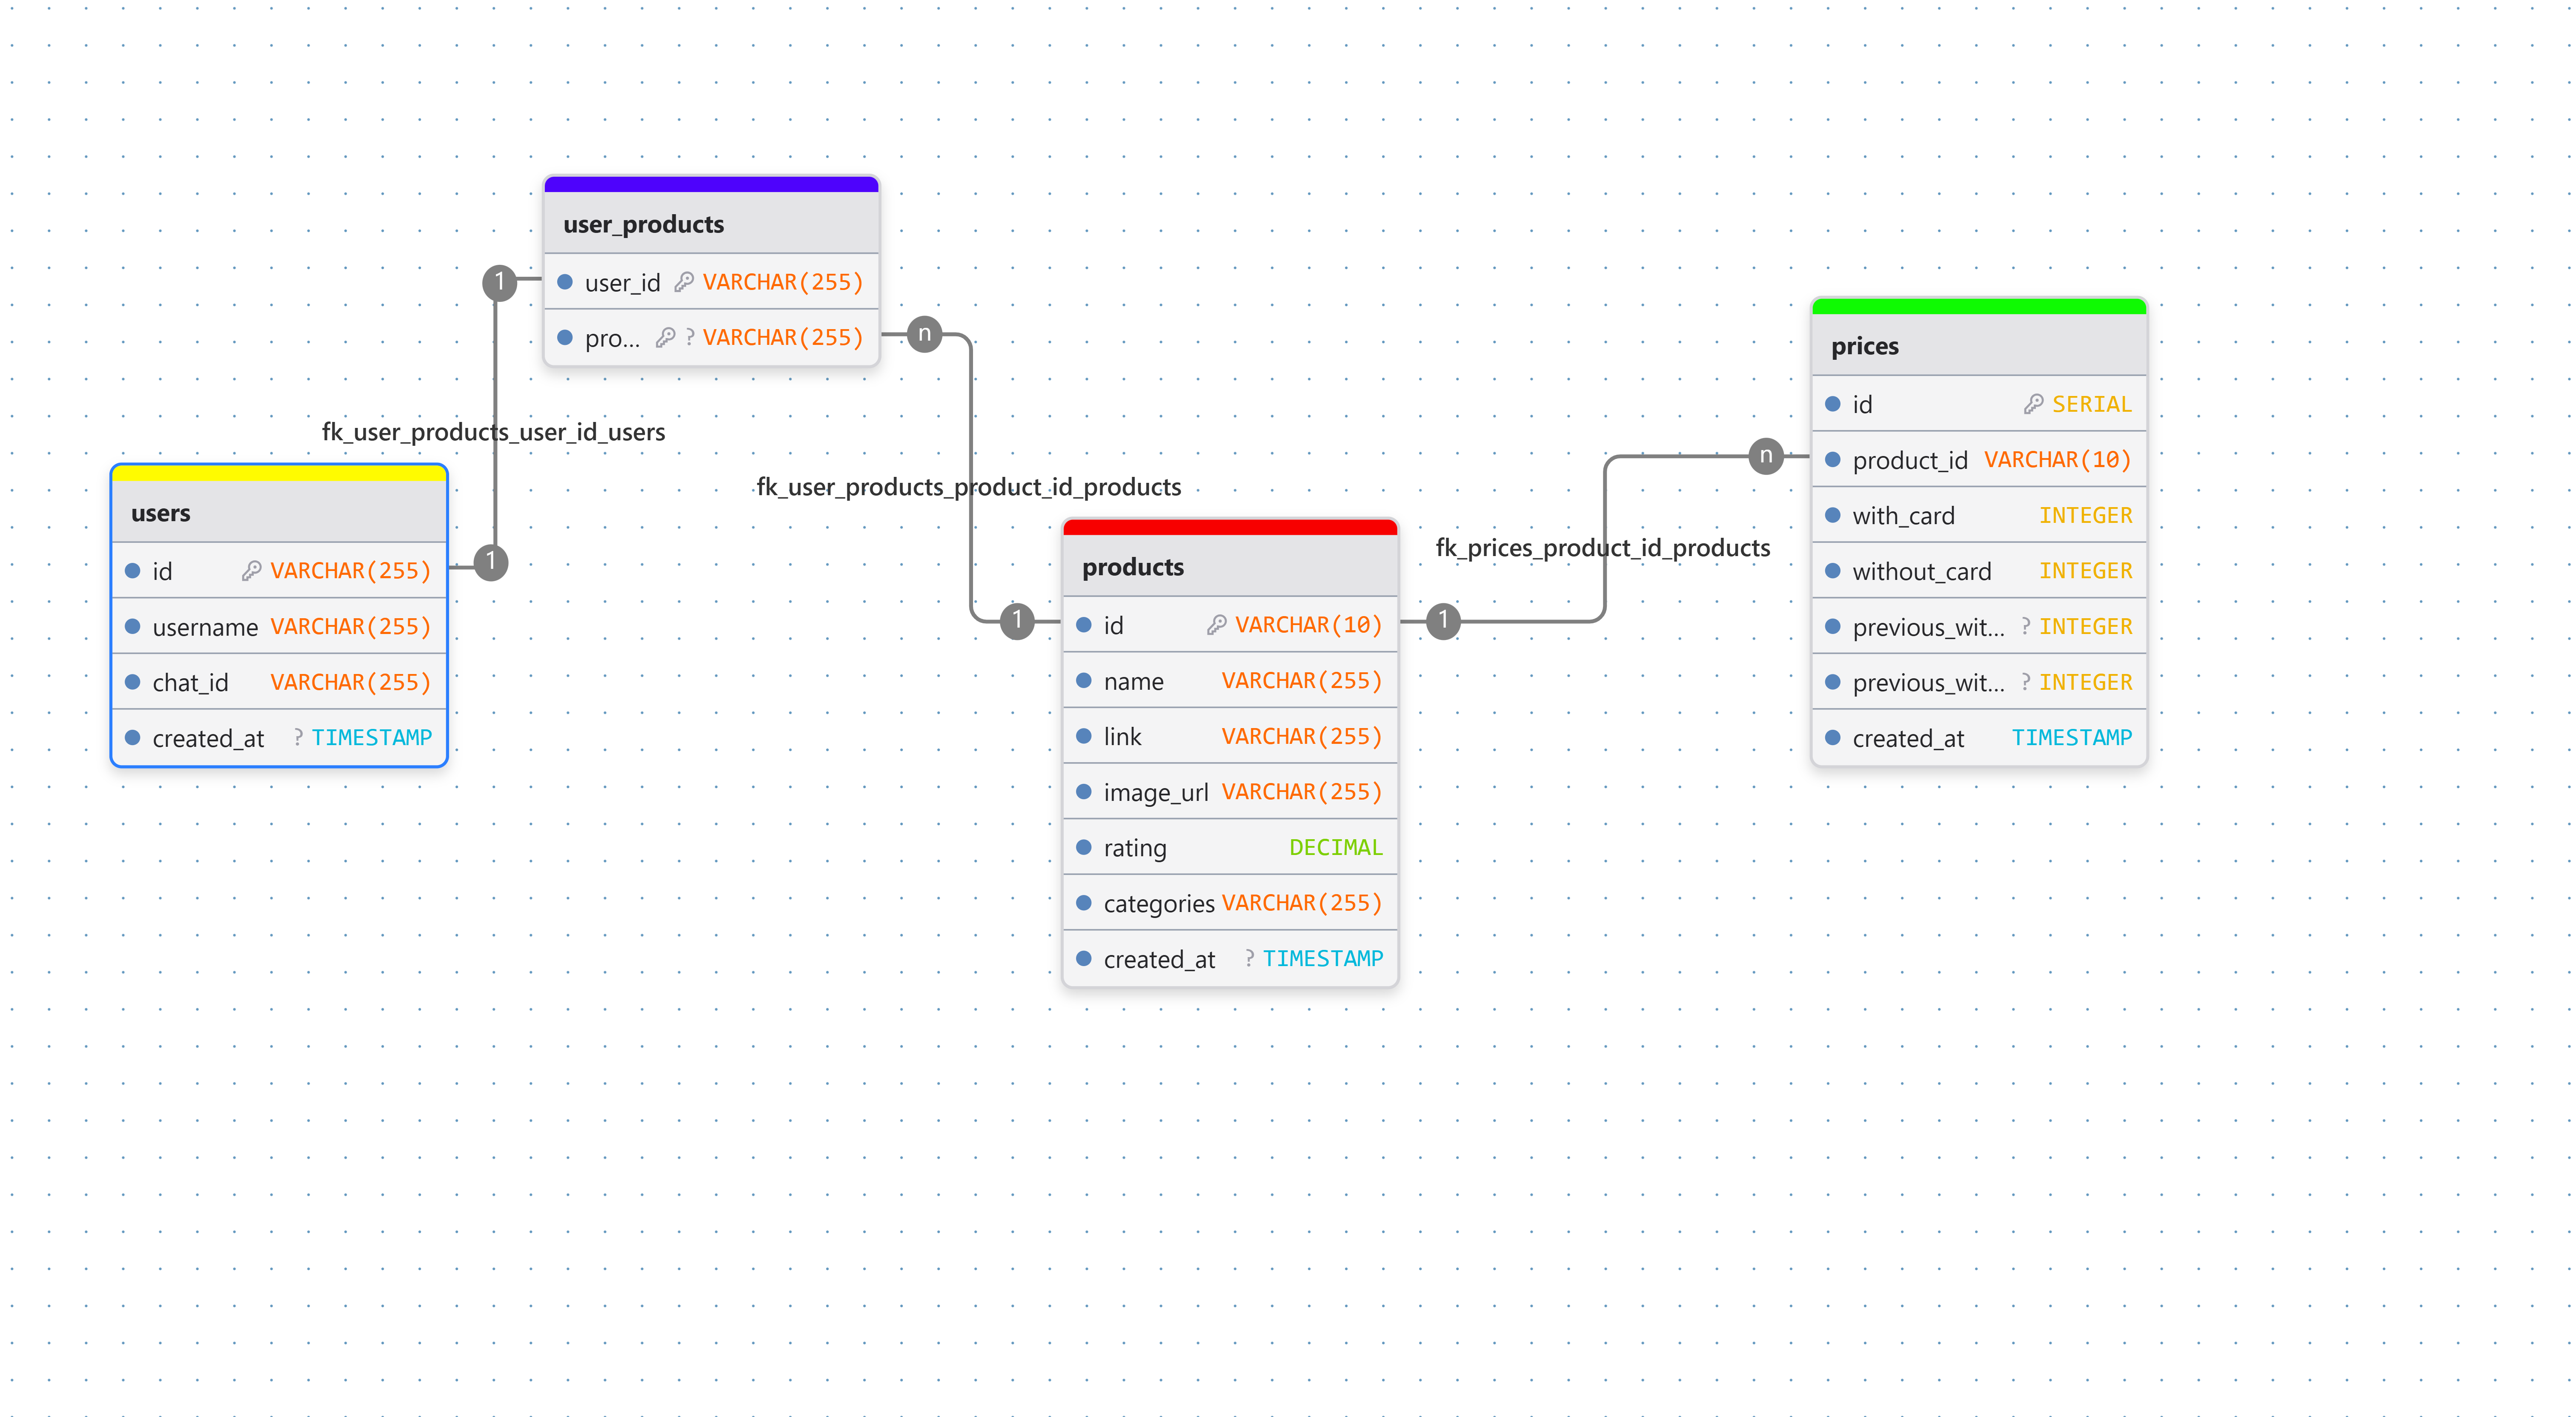 user_products
user_id VARCHAR(255)
pro... ? VARCHAR(255)
1
n
fk_user_products_user_id_users
users
id VARCHAR(255)
username VARCHAR(255)
chat_id VARCHAR(255)
created_at ? TIMESTAMP
1
fk_user_products_product_id_products
1
products
id VARCHAR(10)
name VARCHAR(255)
link VARCHAR(255)
image_url VARCHAR(255)
rating DECIMAL
categories VARCHAR(255)
created_at ? TIMESTAMP
1
fk_prices_product_id_products
n
prices
id SERIAL
product_id VARCHAR(10)
with_card INTEGER
without_card INTEGER
previous_wit... ? INTEGER
previous_wit... ? INTEGER
created_at TIMESTAMP